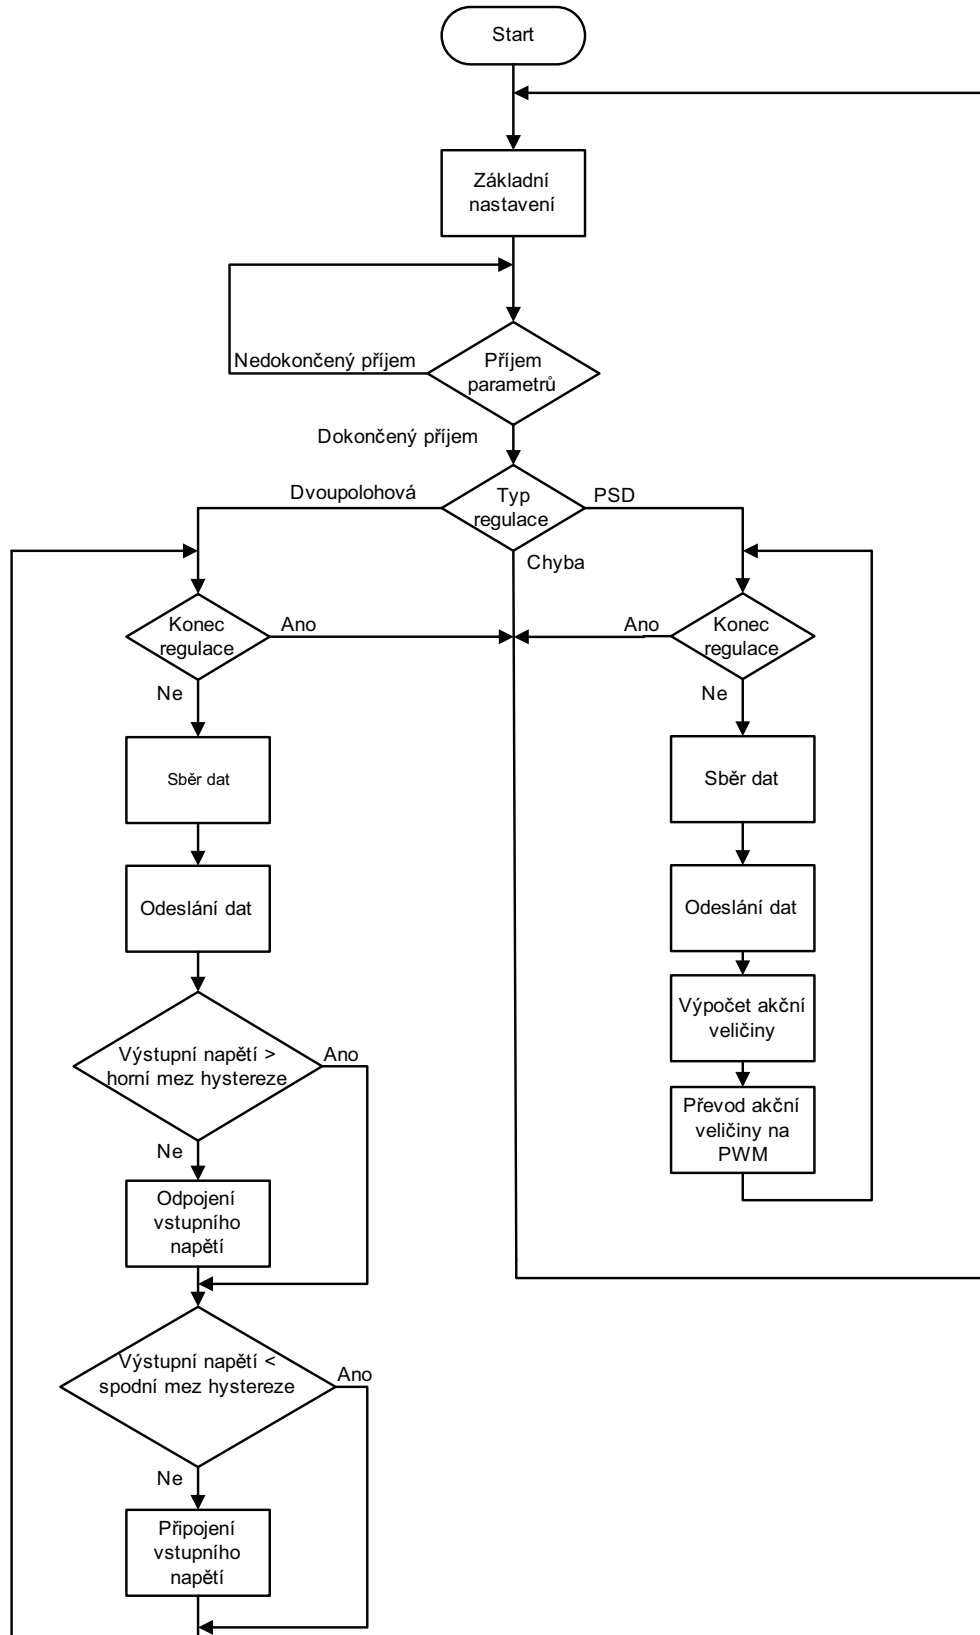 Start
Základní
nastavení
Nedokončený příjem
Příjem
parametrů
Dokončený příjem
Dvoupolohová
Typ
regulace
PSD
Chyba
Konec
regulace
Ano
Ano
Konec
regulace
Ne
Ne
Sběr dat
Sběr dat
Odeslání dat
Odeslání dat
Výpočet akční
veličiny
Převod akční
veličiny na
PWM
Výstupní napětí >
horní mez hystereze
Ano
Ne
Odpojení
vstupního
napětí
Výstupní napětí <
spodní mez hystereze
Ano
Ne
Připojení
vstupního
napětí